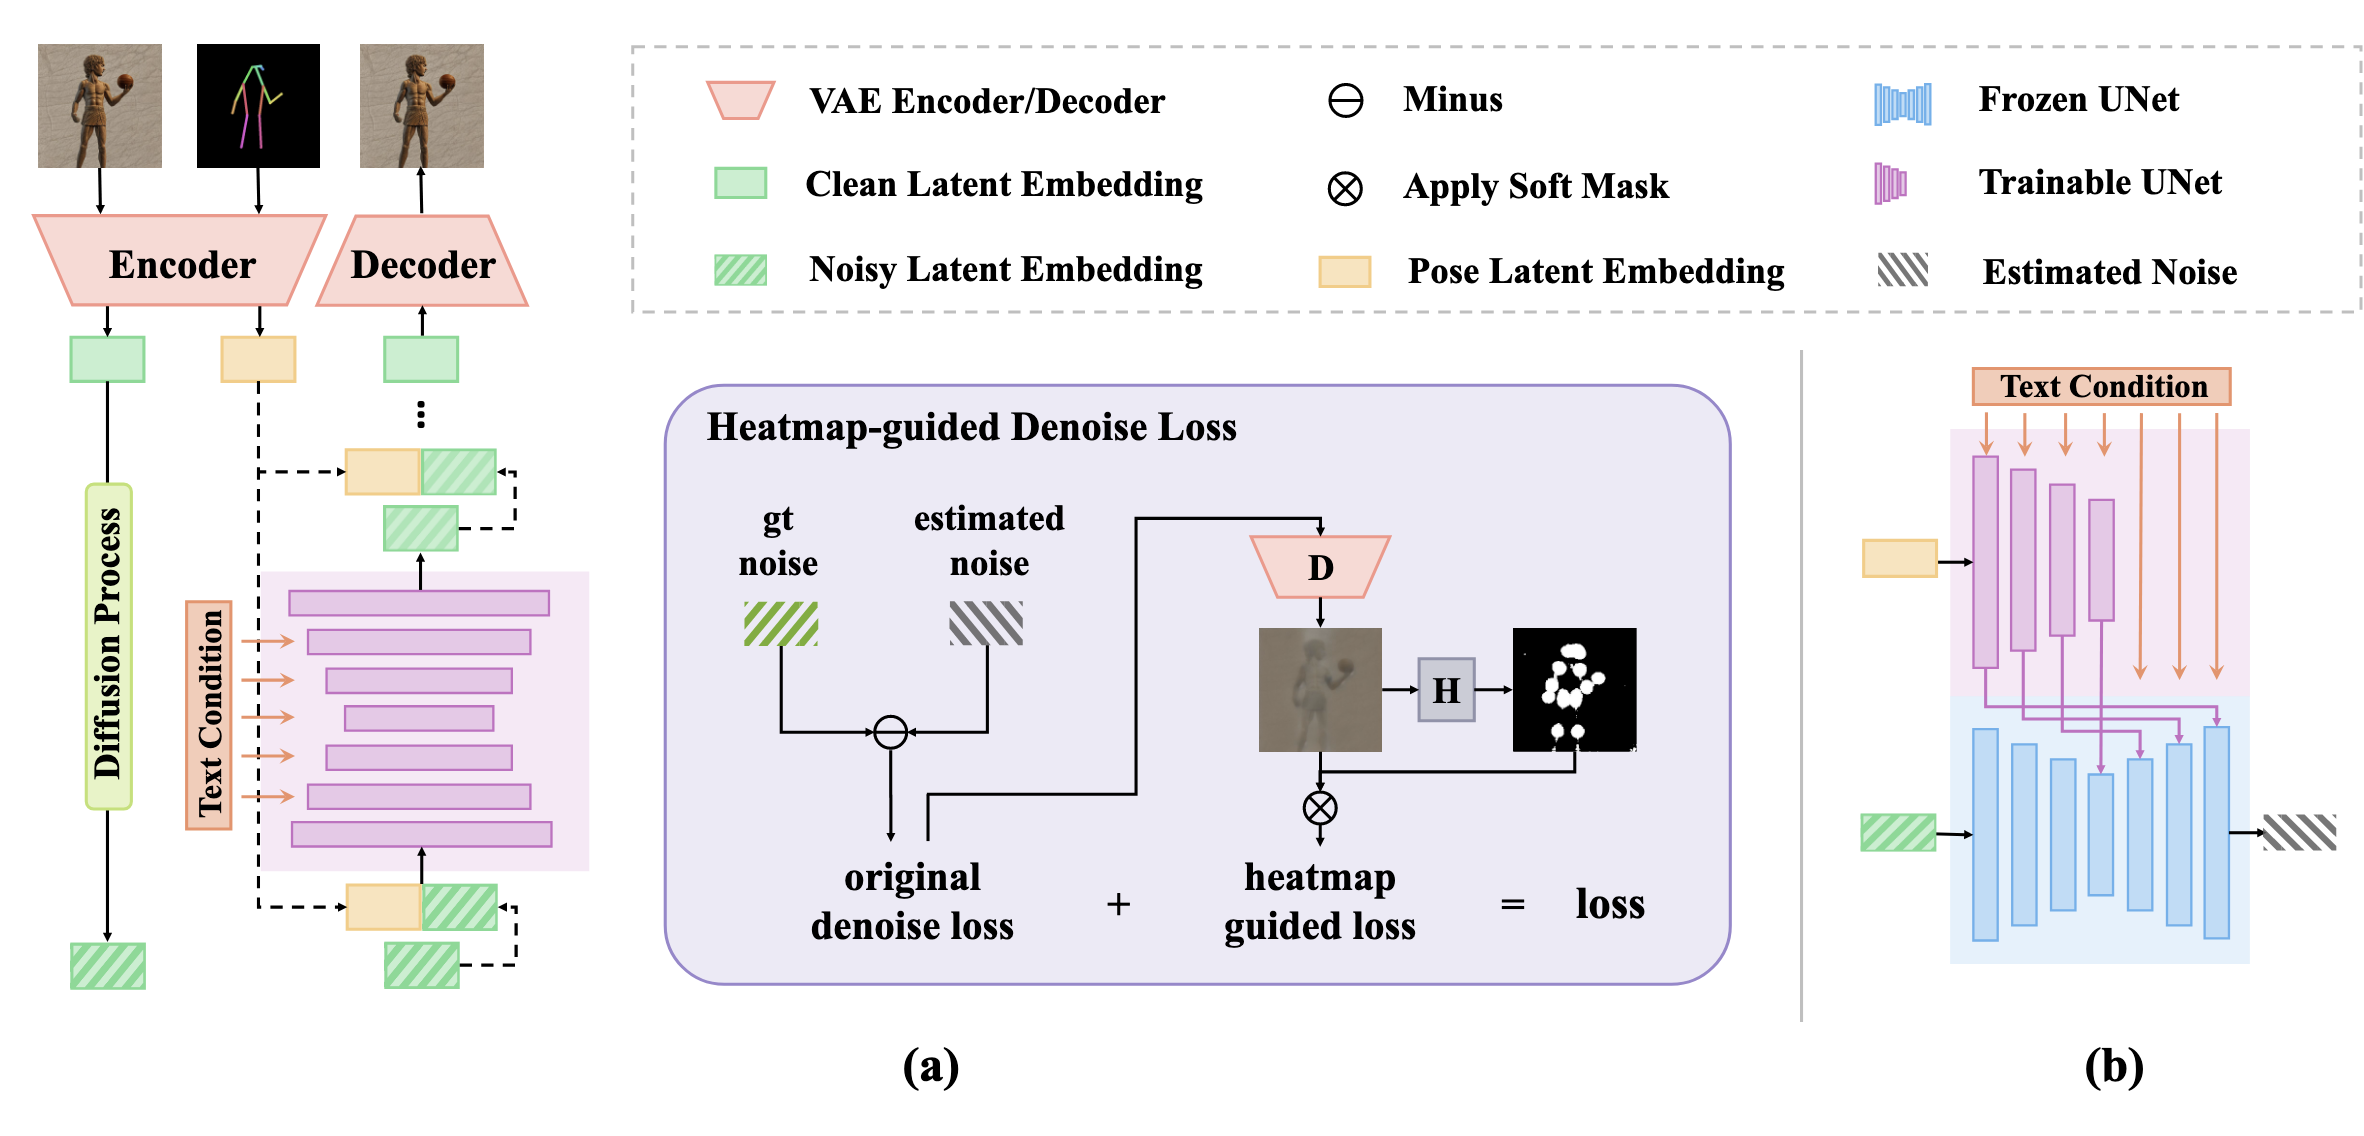 Encoder
Decoder
Diffusion Process
Text Condition
VAE Encoder/Decoder
Minus
Frozen UNet
Clean Latent Embedding
Apply Soft Mask
Trainable UNet
Noisy Latent Embedding
Pose Latent Embedding
Estimated Noise
Heatmap-guided Denoise Loss
gt
noise
estimated
noise
D
H
original
denoise loss
+
heatmap
guided loss
=
loss
(a)
Text Condition
(b)